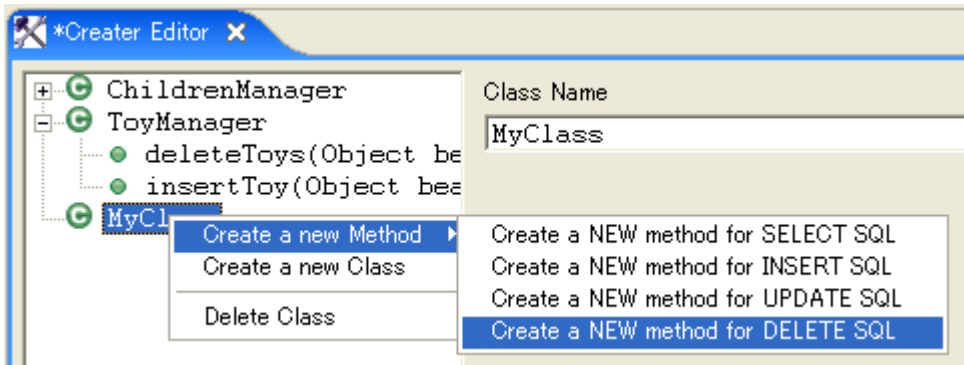 *Creater Editor
ChildrenManager
ToyManager
deleteToys(Object be
insertToy(Object bea
MyCl
Class Name
MyClass
Create a new Method
Create a new Class
Delete Class
Create a NEW method for SELECT SQL
Create a NEW method for INSERT SQL
Create a NEW method for UPDATE SQL
Create a NEW method for DELETE SQL